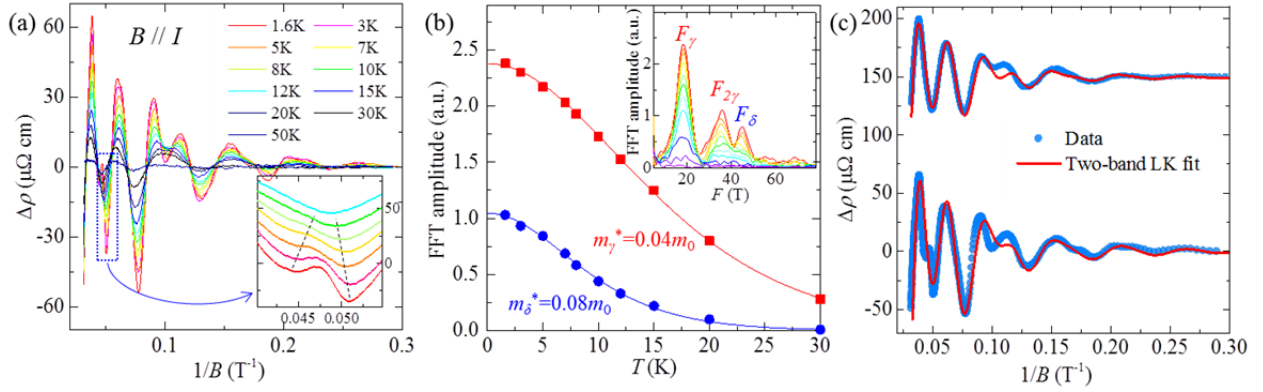 (a)
B // I
1.6K 3K
5K 7K
8K 10K
12K 15K
20K 30K
50K
60
30
0
-30
-60
Δρ (μΩ cm)
50
0
0.045 0.050
0.1 0.2 0.3
1/B (T⁻¹)
(b)
2.5
2.0
1.5
1.0
0.5
0.0
FFT amplitude (a.u.)
mγ*=0.04m₀
mδ*=0.08m₀
0 5 10 15 20 25 30
T (K)
3
2
1
0
FFT amplitude (a.u.)
Fγ
F2γ
Fδ
20 40 60
F (T)
(c)
200
150
100
50
0
-50
Δρ (μΩ cm)
Data
Two-band LK fit
0.05 0.10 0.15 0.20 0.25 0.30
1/B (T⁻¹)